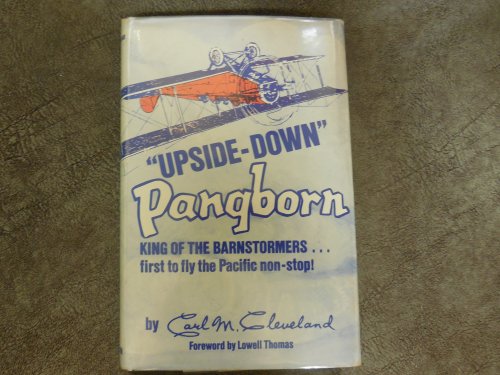 "UPSIDE-DOWN"
Pangborn
KING OF THE BARNSTORMERS . . .
first to fly the Pacific non-stop!
by Carl M. Cleveland
Foreword by Lowell Thomas